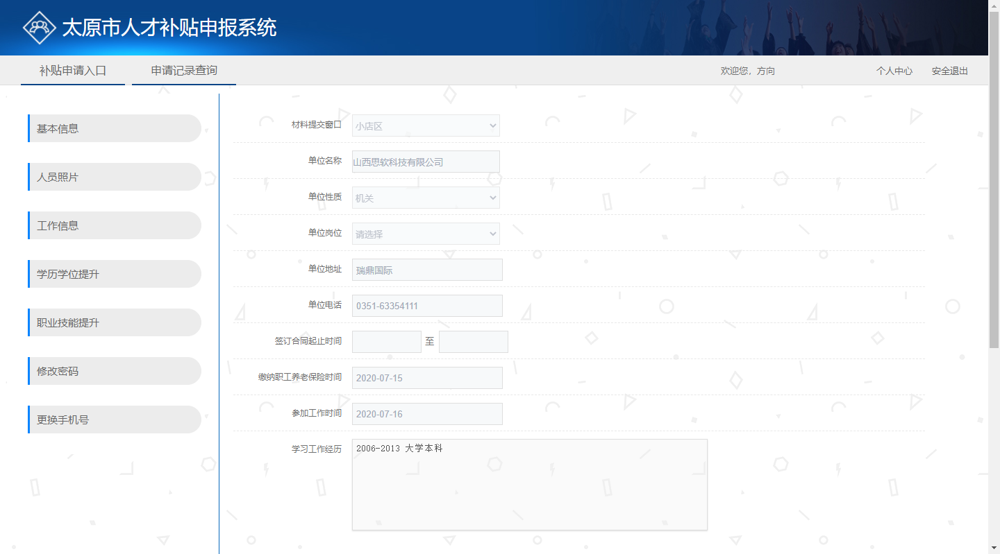 太原市人才补贴申报系统
补贴申请入口
申请记录查询
欢迎您，方向
个人中心
安全退出
基本信息
人员照片
工作信息
学历学位提升
职业技能提升
修改密码
更换手机号
材料提交窗口 小店区
单位名称 山西思软科技有限公司
单位性质 机关
单位岗位 请选择
单位地址 瑞鼎国际
单位电话 0351-63354111
签订合同起止时间 至
缴纳职工养老保险时间 2020-07-15
参加工作时间 2020-07-16
学习工作经历 2006-2013 大学本科